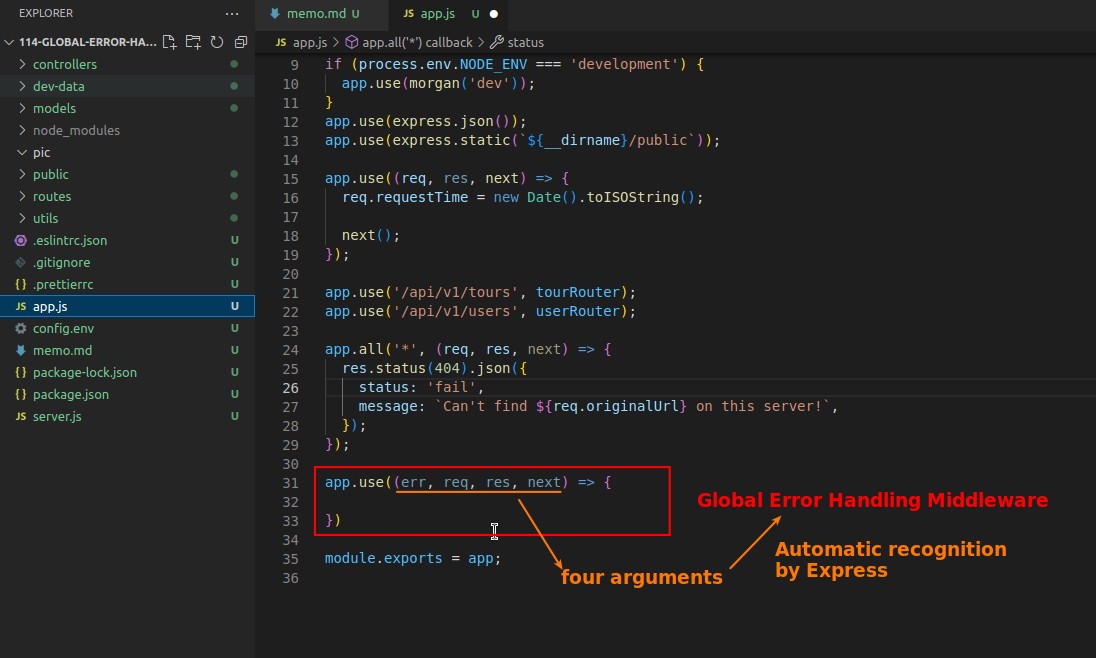 EXPLORER ...
114-GLOBAL-ERROR-HA...
controllers
dev-data
models
node_modules
pic
public
routes
utils
.eslintrc.json U
.gitignore U
{} .prettierrc U
JS app.js U
config.env U
memo.md U
{} package-lock.json U
{} package.json U
JS server.js U
memo.md U JS app.js U
JS app.js > app.all('*') callback > status
9 if (process.env.NODE_ENV === 'development') {
10 app.use(morgan('dev'));
11 }
12 app.use(express.json());
13 app.use(express.static(`${__dirname}/public`));
14
15 app.use((req, res, next) => {
16 req.requestTime = new Date().toISOString();
17
18 next();
19 });
20
21 app.use('/api/v1/tours', tourRouter);
22 app.use('/api/v1/users', userRouter);
23
24 app.all('*', (req, res, next) => {
25 res.status(404).json({
26 status: 'fail',
27 message: `Can't find ${req.originalUrl} on this server!`,
28 });
29 });
30
31 app.use((err, req, res, next) => {
32
33 })
34
35 module.exports = app;
36
Global Error Handling Middleware
Automatic recognition
by Express
four arguments